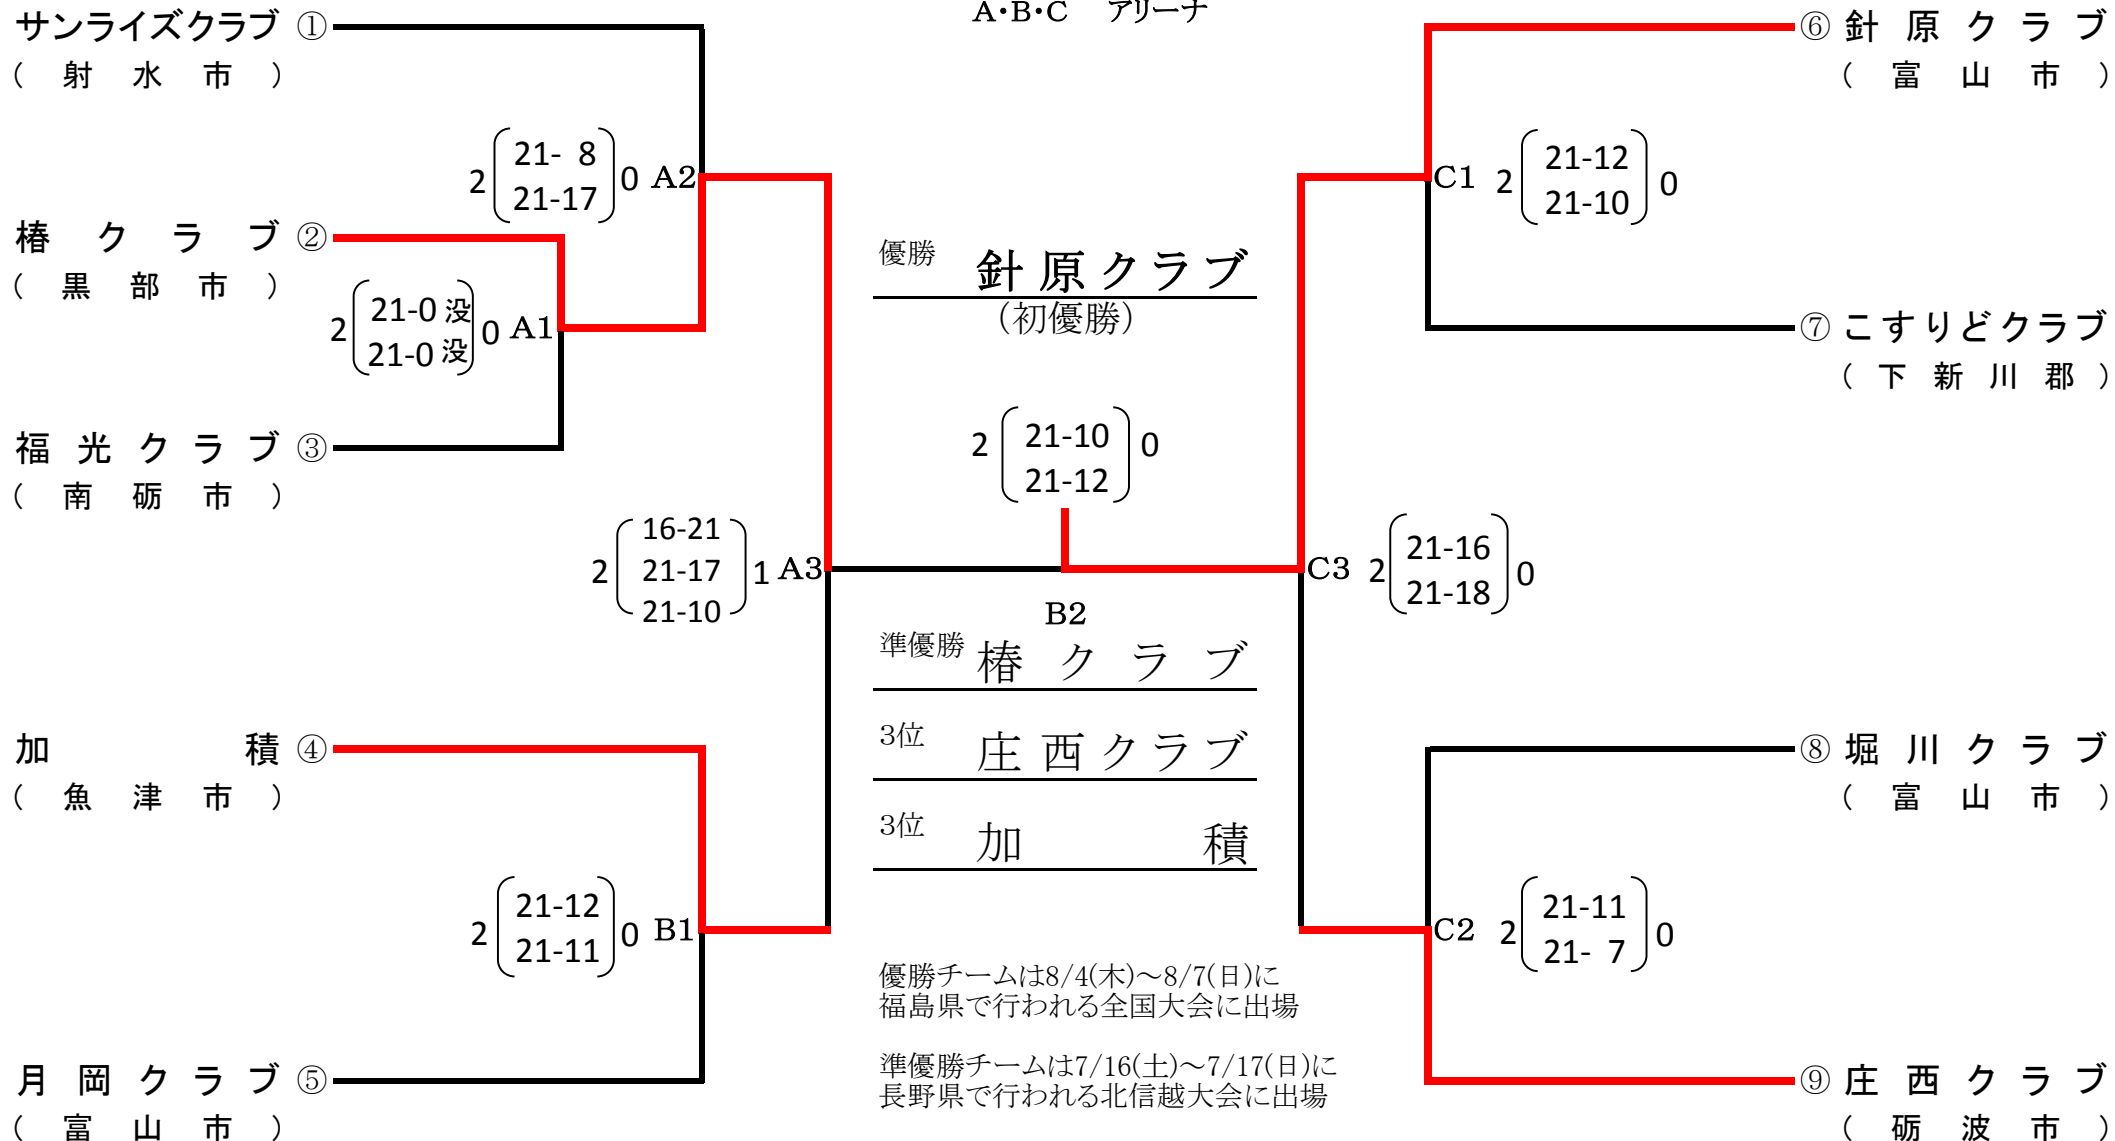 A・B・C アリーナ
サンライズクラブ ①
( 射 水 市 )
2 21- 8 0 A2
21-17
椿 ク ラ ブ ②
( 黒 部 市 )
2 21-0 没 0 A1
21-0 没
福 光 ク ラ ブ ③
( 南 砺 市 )
16-21
2 21-17 1 A3
21-10
加 積 ④
( 魚 津 市 )
2 21-12 0 B1
21-11
月 岡 ク ラ ブ ⑤
( 富 山 市 )
優勝 針 原 ク ラ ブ
(初優勝)
2 21-10 0
21-12
B2
準優勝 椿 ク ラ ブ
3位 庄 西 ク ラ ブ
3位 加 積
優勝チームは8/4(木)～8/7(日)に
福島県で行われる全国大会に出場
準優勝チームは7/16(土)～7/17(日)に
長野県で行われる北信越大会に出場
⑥ 針 原 ク ラ ブ
( 富 山 市 )
C1 2 21-12 0
21-10
⑦ こすりどクラブ
( 下 新 川 郡 )
C3 2 21-16 0
21-18
⑧ 堀 川 ク ラ ブ
( 富 山 市 )
C2 2 21-11 0
21- 7
⑨ 庄 西 ク ラ ブ
( 砺 波 市 )